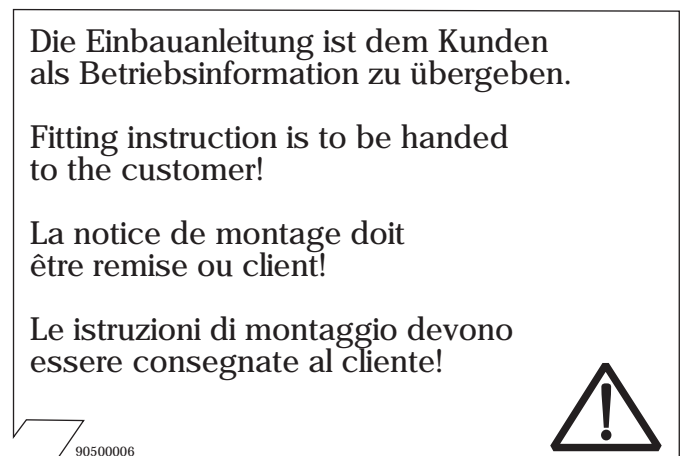 Die Einbauanleitung ist dem Kunden
als Betriebsinformation zu übergeben.
Fitting instruction is to be handed
to the customer!
La notice de montage doit
être remise ou client!
Le istruzioni di montaggio devono
essere consegnate al cliente!
90500006